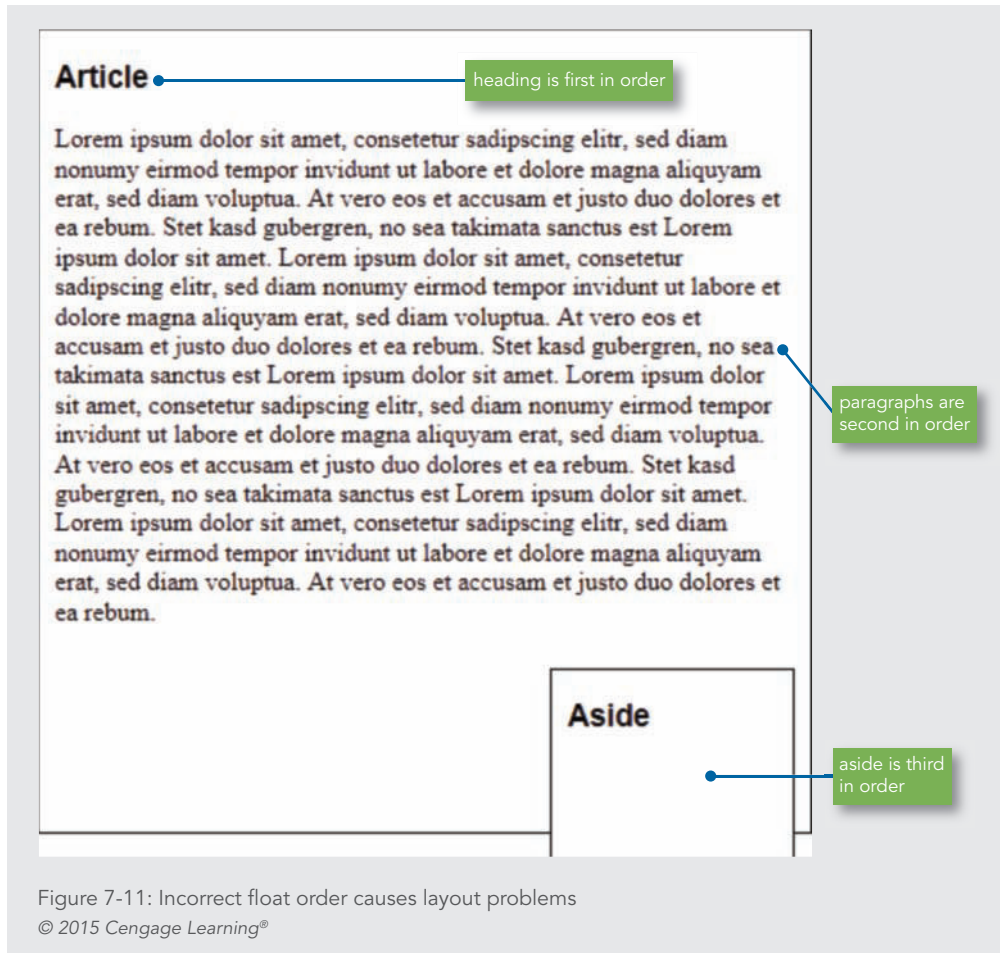 Article
heading is first in order
Lorem ipsum dolor sit amet, consetetur sadipscing elitr, sed diam
nonumy eirmod tempor invidunt ut labore et dolore magna aliquyam
erat, sed diam voluptua. At vero eos et accusam et justo duo dolores et
ea rebum. Stet kasd gubergren, no sea takimata sanctus est Lorem
ipsum dolor sit amet. Lorem ipsum dolor sit amet, consetetur
sadipscing elitr, sed diam nonumy eirmod tempor invidunt ut labore et
dolore magna aliquyam erat, sed diam voluptua. At vero eos et
accusam et justo duo dolores et ea rebum. Stet kasd gubergren, no sea
takimata sanctus est Lorem ipsum dolor sit amet. Lorem ipsum dolor
sit amet, consetetur sadipscing elitr, sed diam nonumy eirmod tempor
invidunt ut labore et dolore magna aliquyam erat, sed diam voluptua.
At vero eos et accusam et justo duo dolores et ea rebum. Stet kasd
gubergren, no sea takimata sanctus est Lorem ipsum dolor sit amet.
Lorem ipsum dolor sit amet, consetetur sadipscing elitr, sed diam
nonumy eirmod tempor invidunt ut labore et dolore magna aliquyam
erat, sed diam voluptua. At vero eos et accusam et justo duo dolores et
ea rebum.
paragraphs are
second in order
Aside
aside is third
in order
Figure 7-11: Incorrect float order causes layout problems
© 2015 Cengage Learning®